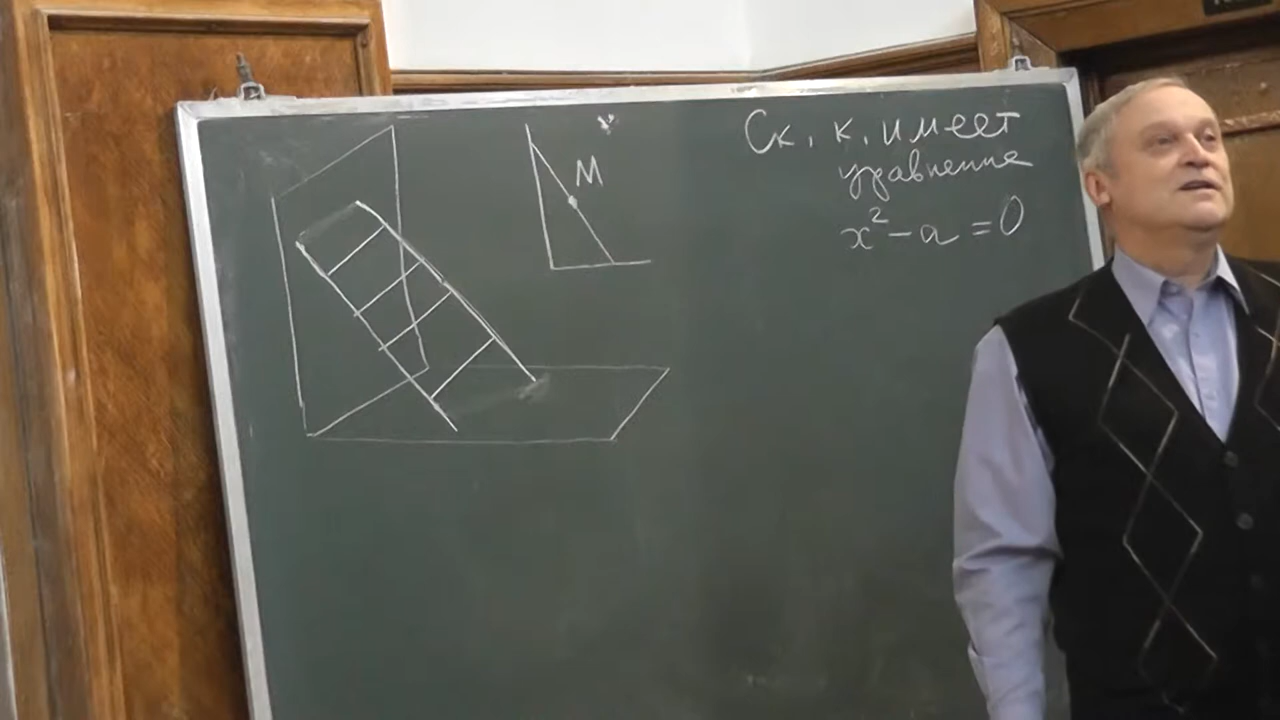 M
Ск. к. имеет
уравнение
x² - a = 0